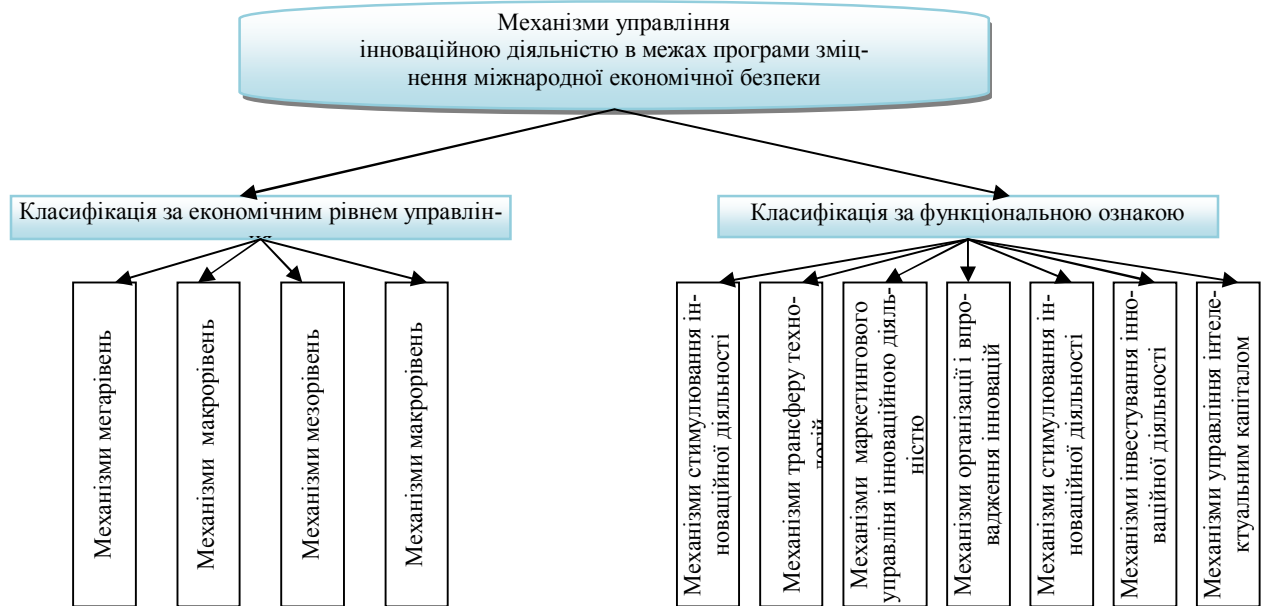 Механізми управління
інноваційною діяльністю в межах програми зміц-
нення міжнародної економічної безпеки
Класифікація за економічним рівнем управлін-
ня
Класифікація за функціональною ознакою
Механізми мегарівень
Механізми макрорівень
Механізми мезорівень
Механізми макрорівень
Механізми стимулювання ін-
новаційної діяльності
Механізми трансферу техно-
логій
Механізми маркетингового
управління інноваційною діяль-
ністю
Механізми організації і впро-
вадження інновацій
Механізми стимулювання ін-
новаційної діяльності
Механізми інвестування інно-
ваційної діяльності
Механізми управління інтеле-
ктуальним капіталом